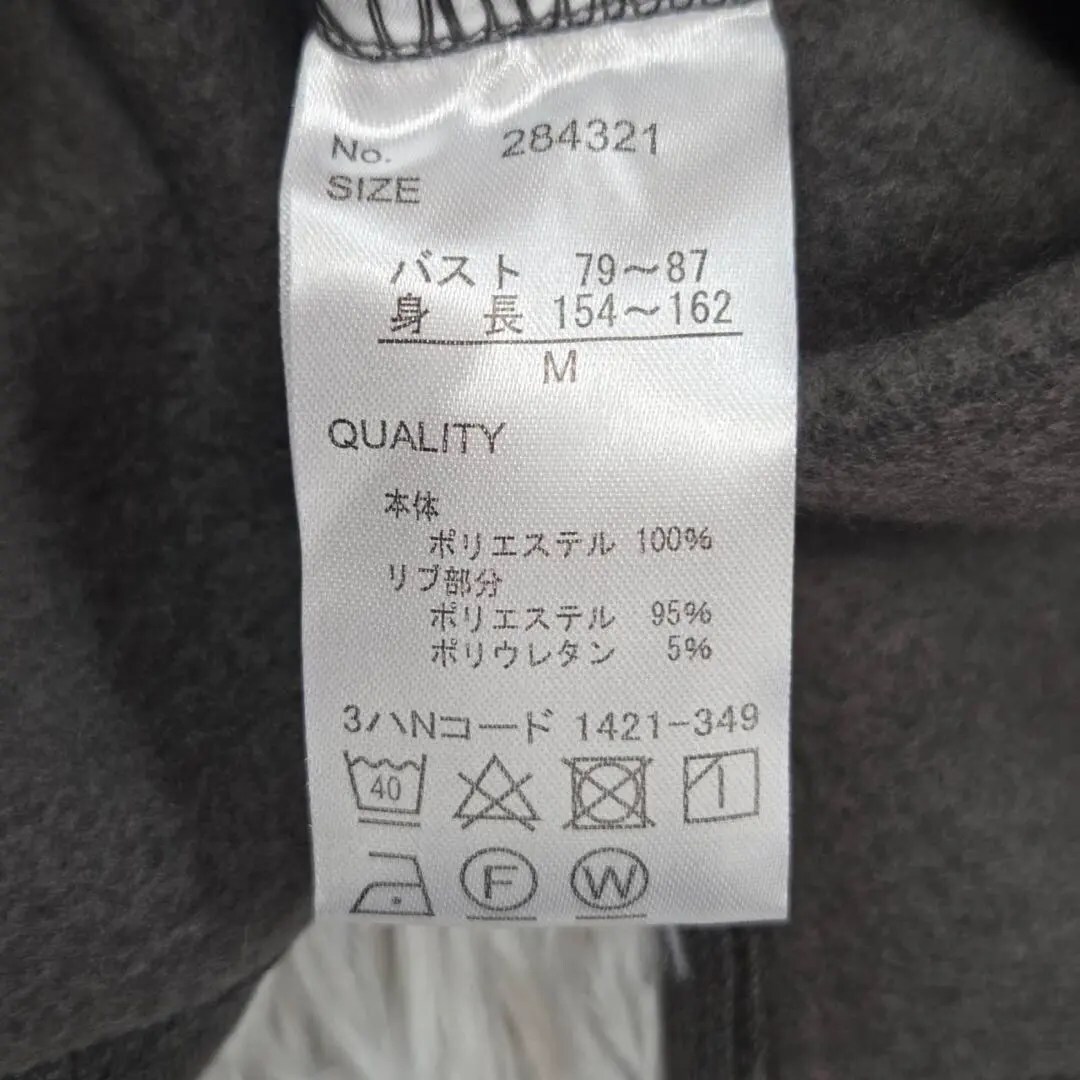 No. 284321
SIZE
バスト 79～87
身長 154～162
M
QUALITY
本体
ポリエステル 100%
リブ部分
ポリエステル 95%
ポリウレタン 5%
3ハNコード 1421-349
40
F W